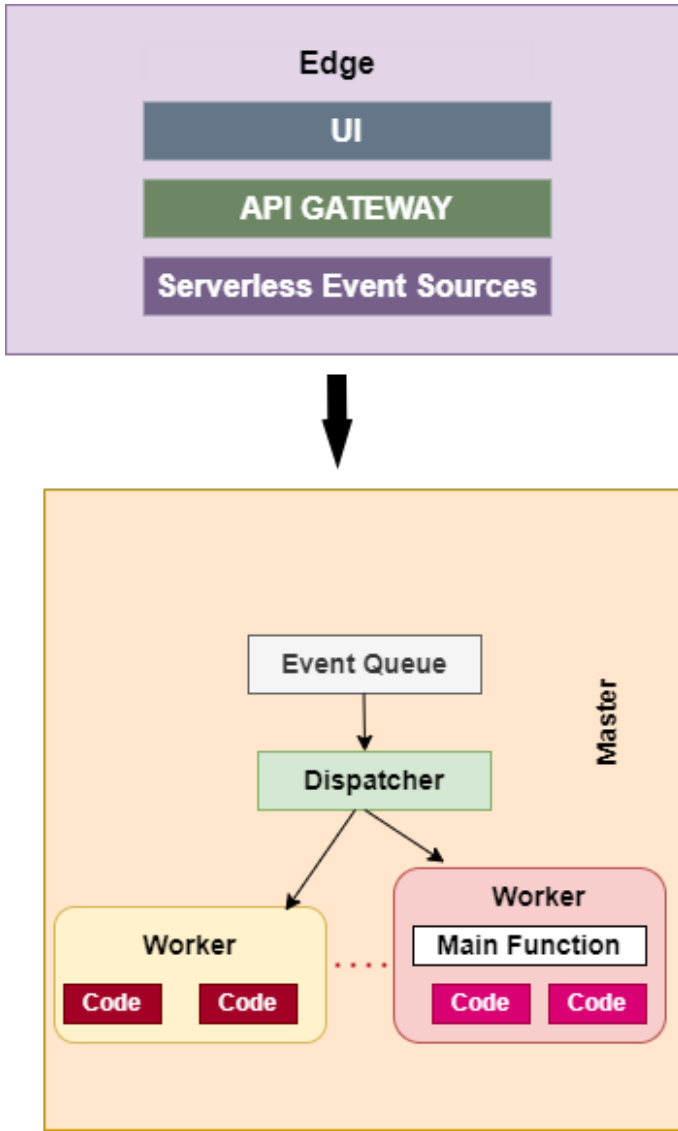 Edge
UI
API GATEWAY
Serverless Event Sources
Event Queue
Master
Dispatcher
Worker
Main Function
Code
Code
Worker
Code
Code